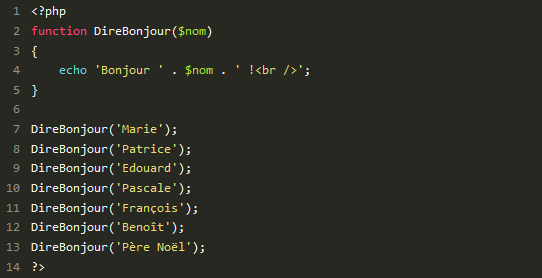 1 <?php
2 function DireBonjour($nom)
3 {
4     echo 'Bonjour ' . $nom . ' !<br />';
5 }
6
7 DireBonjour('Marie');
8 DireBonjour('Patrice');
9 DireBonjour('Edouard');
10 DireBonjour('Pascale');
11 DireBonjour('François');
12 DireBonjour('Benoît');
13 DireBonjour('Père Noël');
14 ?>